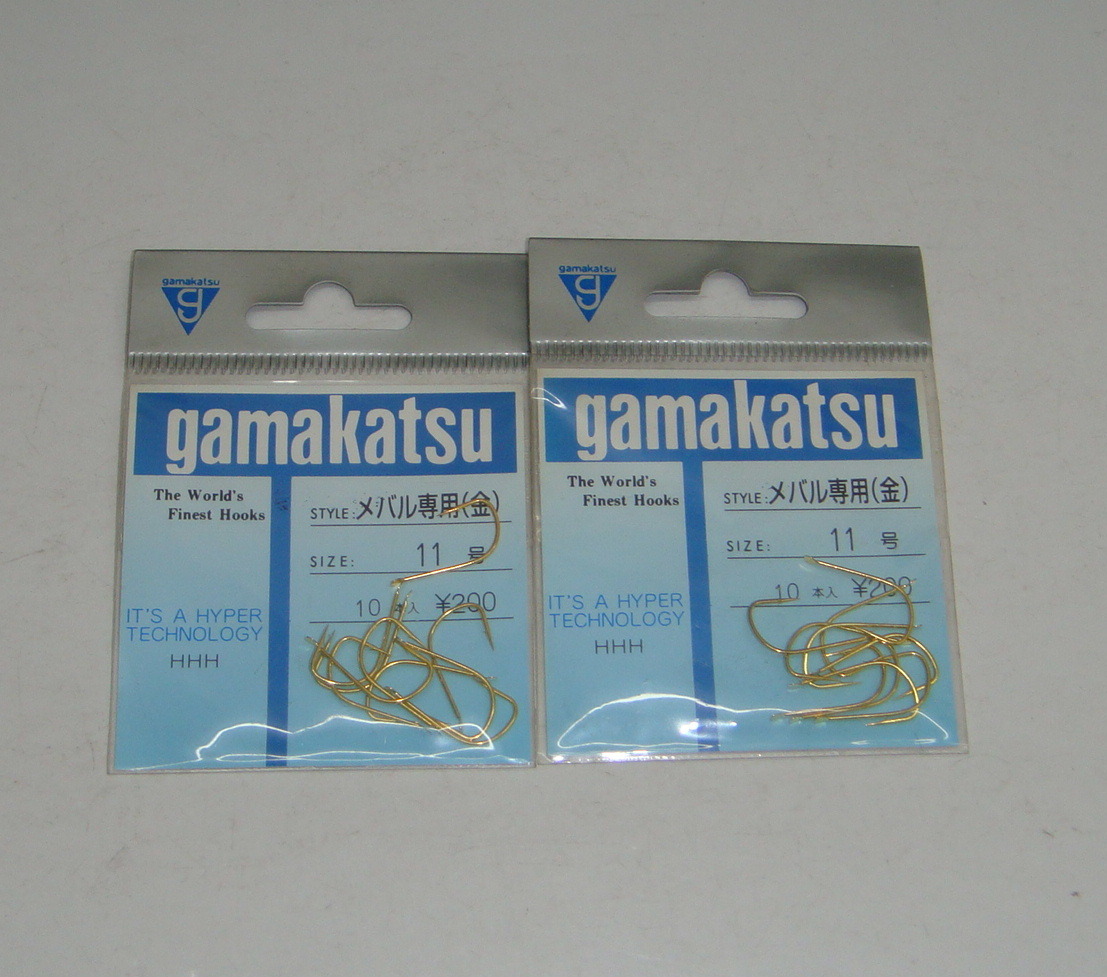 gamakatsu
g
gamakatsu
The World's
Finest Hooks
STYLE:メバル専用(金)
SIZE: 11 号
10 本入 ¥200
IT'S A HYPER
TECHNOLOGY
HHH
gamakatsu
g
gamakatsu
The World's
Finest Hooks
STYLE:メバル専用(金)
SIZE: 11 号
10 本入 ¥200
IT'S A HYPER
TECHNOLOGY
HHH